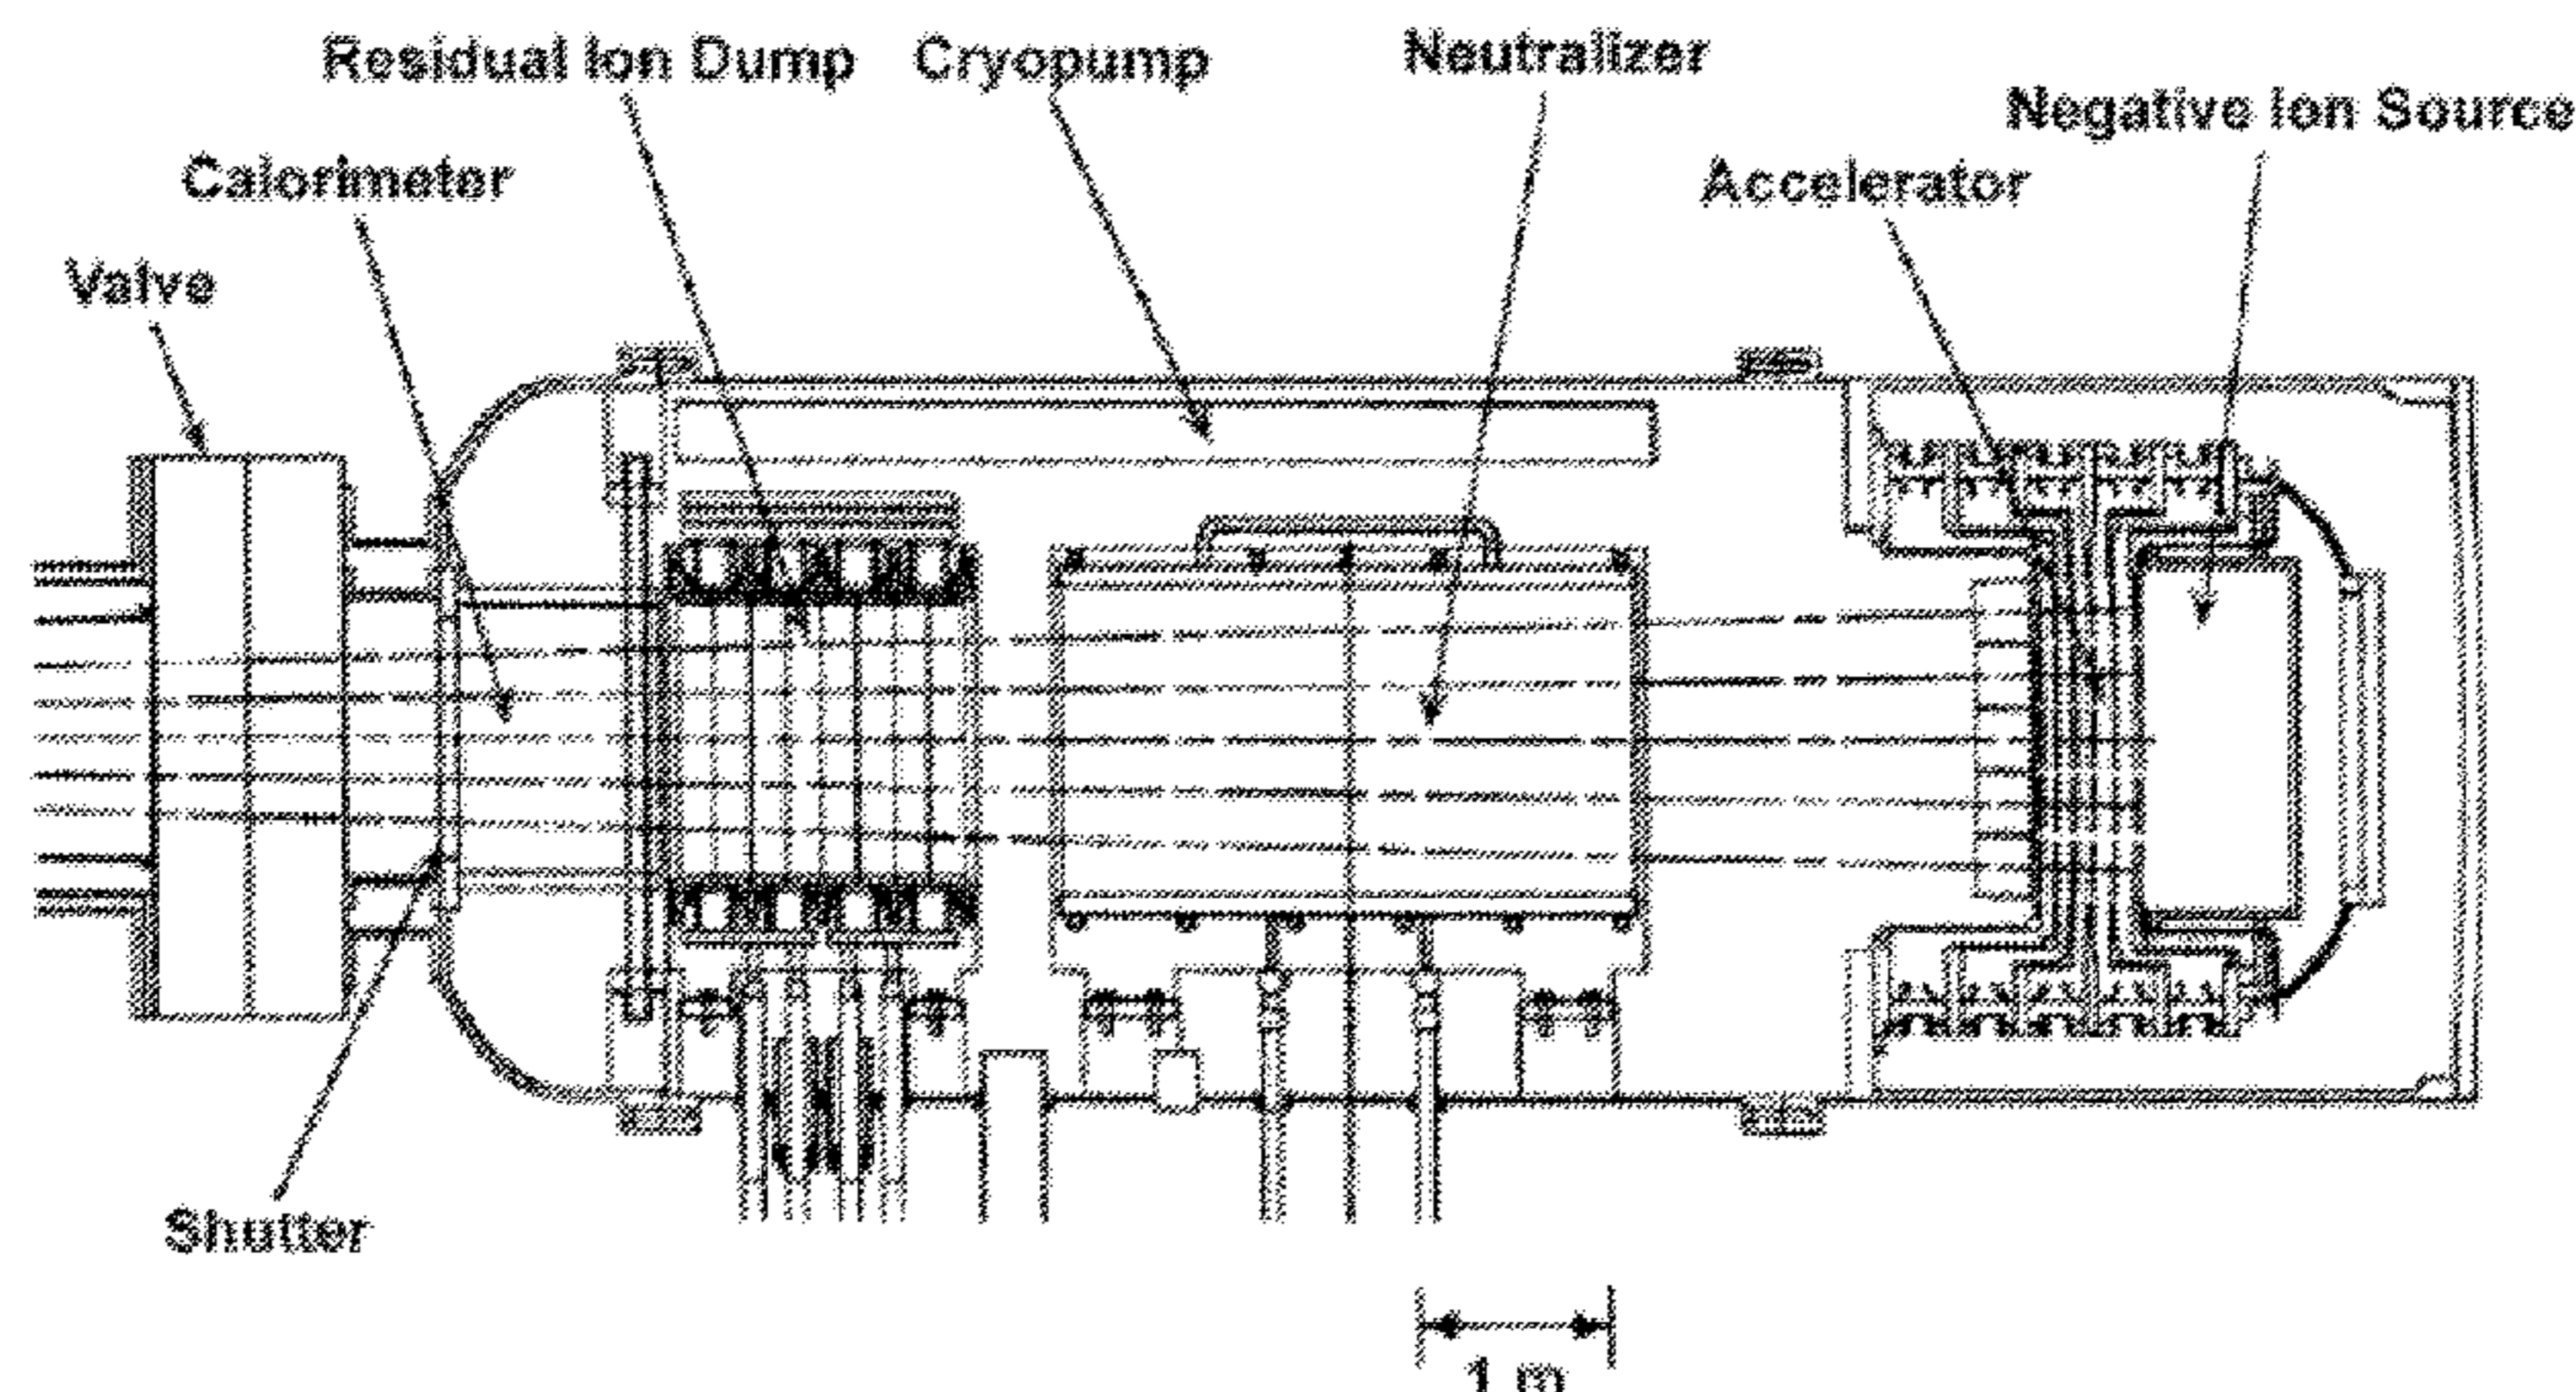 Residual Ion Dump
Cryopump
Neutralizer
Negative Ion Source
Calorimeter
Accelerator
Valve
Shutter
1 m